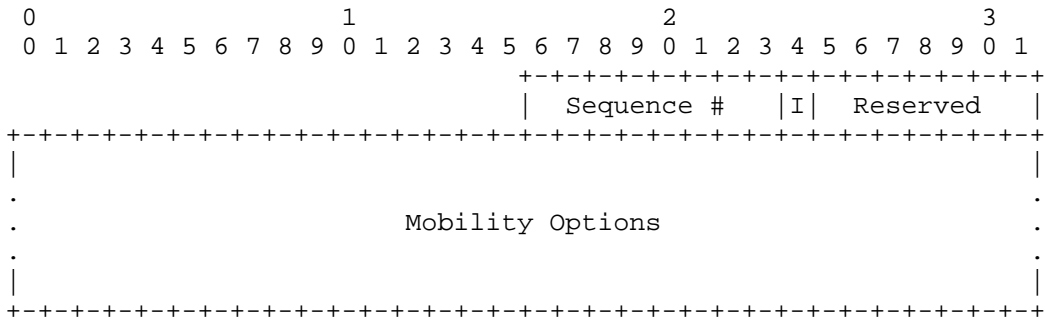 0                   1                   2                   3
 0 1 2 3 4 5 6 7 8 9 0 1 2 3 4 5 6 7 8 9 0 1 2 3 4 5 6 7 8 9 0 1
                                +-+-+-+-+-+-+-+-+-+-+-+-+-+-+-+-+
                                |  Sequence #   |I|  Reserved   |
+-+-+-+-+-+-+-+-+-+-+-+-+-+-+-+-+-+-+-+-+-+-+-+-+-+-+-+-+-+-+-+-+
|                                                               |
.                                                               .
.                        Mobility Options                       .
.                                                               .
|                                                               |
+-+-+-+-+-+-+-+-+-+-+-+-+-+-+-+-+-+-+-+-+-+-+-+-+-+-+-+-+-+-+-+-+